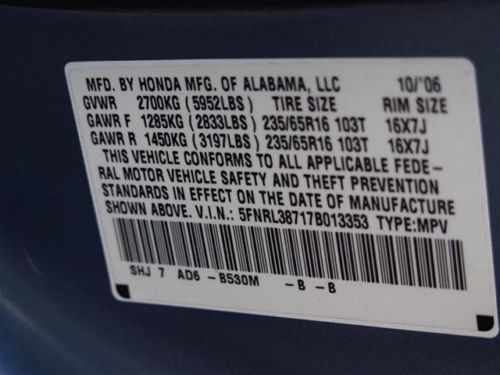 MFD. BY HONDA MFG. OF ALABAMA, LLC 10/'06
GVWR 2700KG (5952LBS) TIRE SIZE RIM SIZE
GAWR F 1285KG (2833LBS) 235/65R16 103T 16X7J
GAWR R 1450KG (3197LBS) 235/65R16 103T 16X7J
THIS VEHICLE CONFORMS TO ALL APPLICABLE FEDE-
RAL MOTOR VEHICLE SAFETY AND THEFT PREVENTION
STANDARDS IN EFFECT ON THE DATE OF MANUFACTURE
SHOWN ABOVE. V.I.N.: 5FNRL38717B013353 TYPE:MPV
SHJ 7 AD6 -B530M -B -B